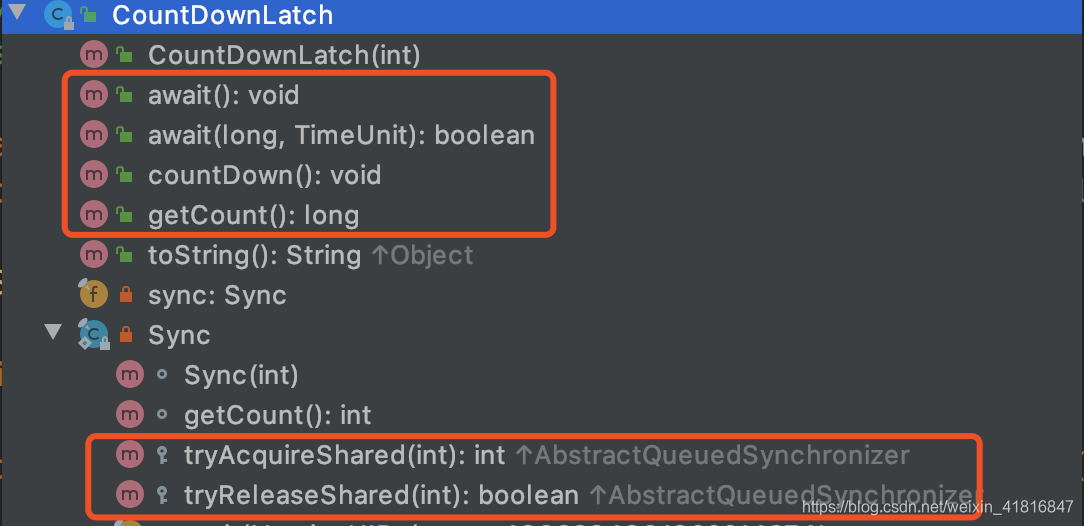 CountDownLatch
CountDownLatch(int)
await(): void
await(long, TimeUnit): boolean
countDown(): void
getCount(): long
toString(): String ↑Object
sync: Sync
Sync
Sync(int)
getCount(): int
tryAcquireShared(int): int ↑AbstractQueuedSynchronizer
tryReleaseShared(int): boolean ↑AbstractQueuedSynchronizer
https://blog.csdn.net/weixin_41816847